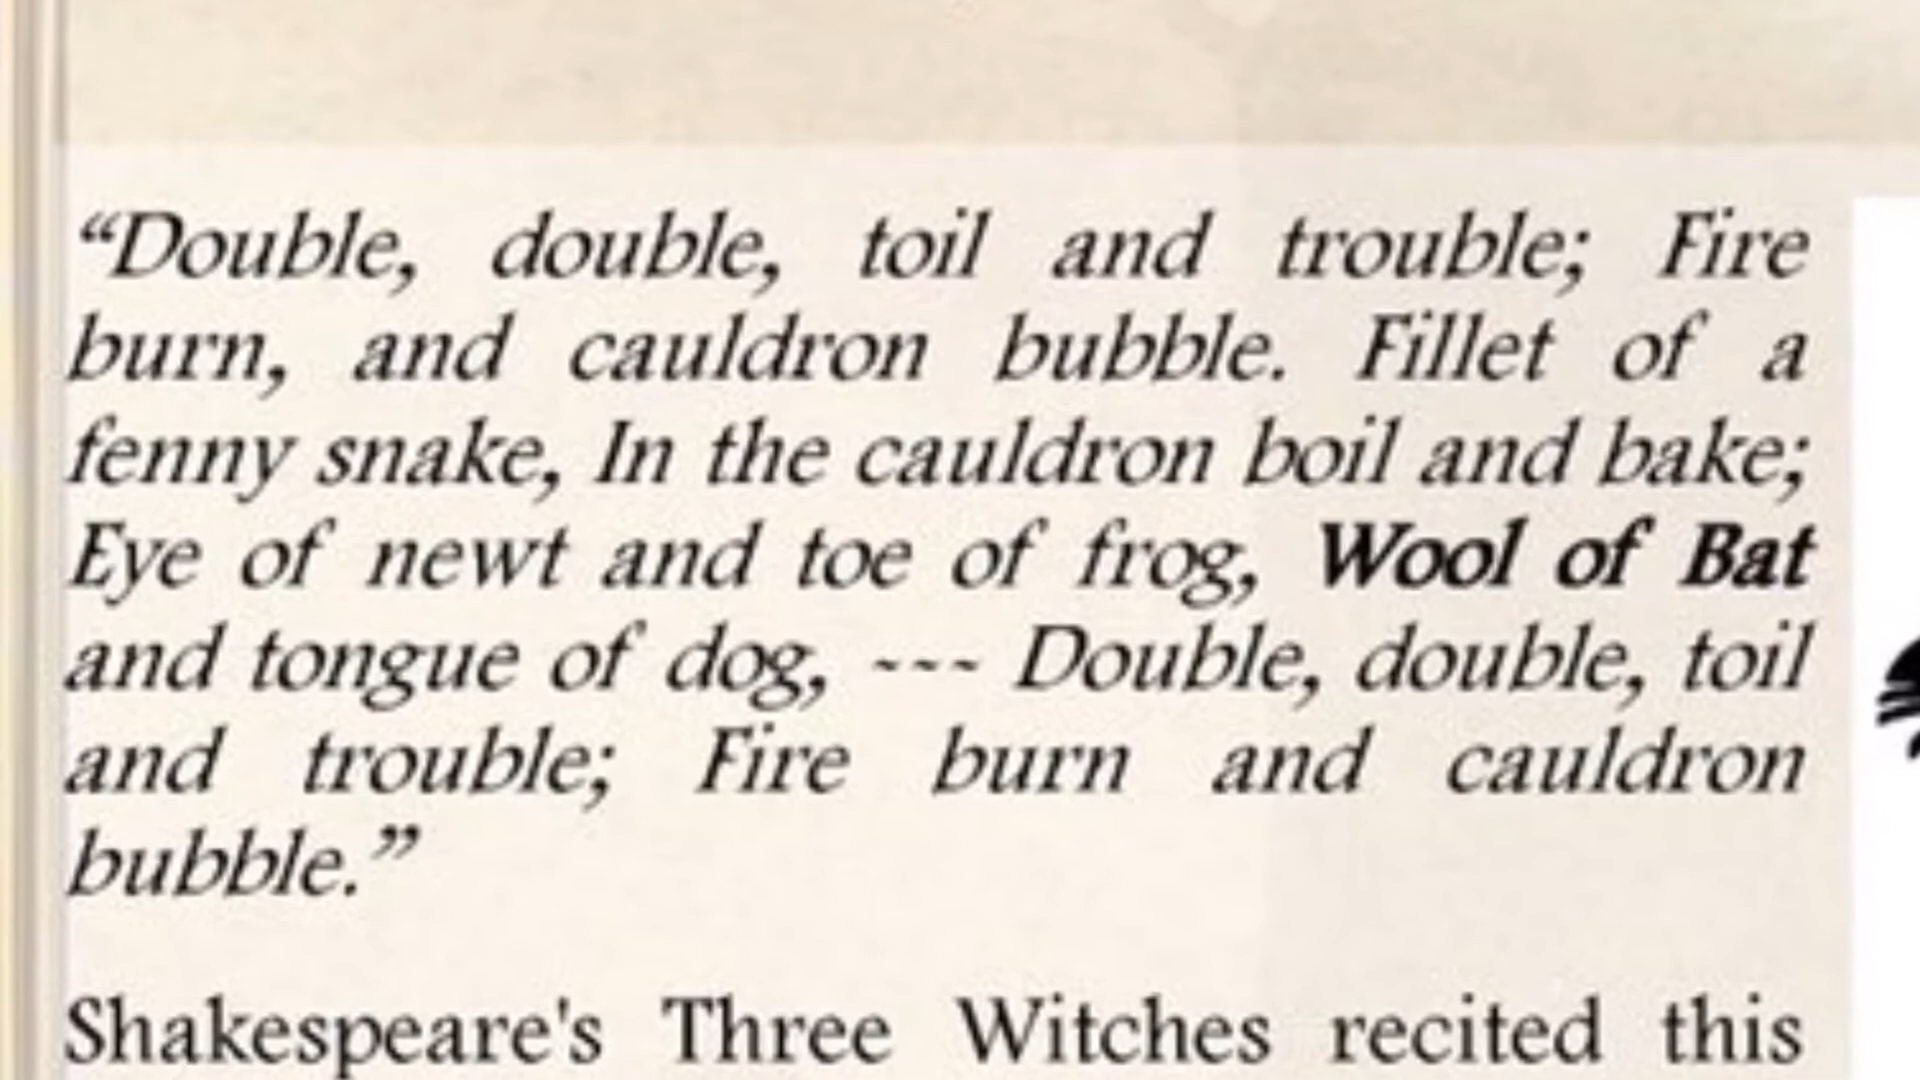 “Double, double, toil and trouble; Fire
burn, and cauldron bubble. Fillet of a
fenny snake, In the cauldron boil and bake;
Eye of newt and toe of frog, Wool of Bat
and tongue of dog, --- Double, double, toil
and trouble; Fire burn and cauldron
bubble.”
Shakespeare's Three Witches recited this